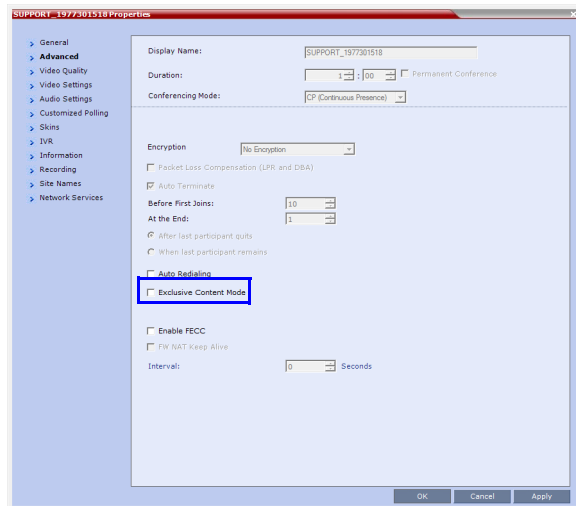 SUPPORT_1977301518 Properties
General
Advanced
Video Quality
Video Settings
Audio Settings
Customized Polling
Skins
IVR
Information
Recording
Site Names
Network Services
Display Name: SUPPORT_1977301518
Duration: 1 : 00 Permanent Conference
Conferencing Mode: CP (Continuous Presence)
Encryption No Encryption
Packet Loss Compensation (LPR and DBA)
Auto Terminate
Before First Joins: 10
At the End: 1
After last participant quits
When last participant remains
Auto Redialing
Exclusive Content Mode
Enable FECC
FW NAT Keep Alive
Interval: 0 Seconds
OK Cancel Apply